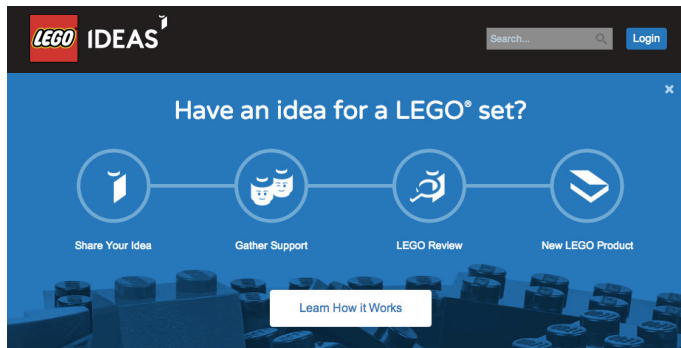 LEGO IDEAS
Search...
Login
Have an idea for a LEGO® set?
Share Your Idea
Gather Support
LEGO Review
New LEGO Product
Learn How it Works